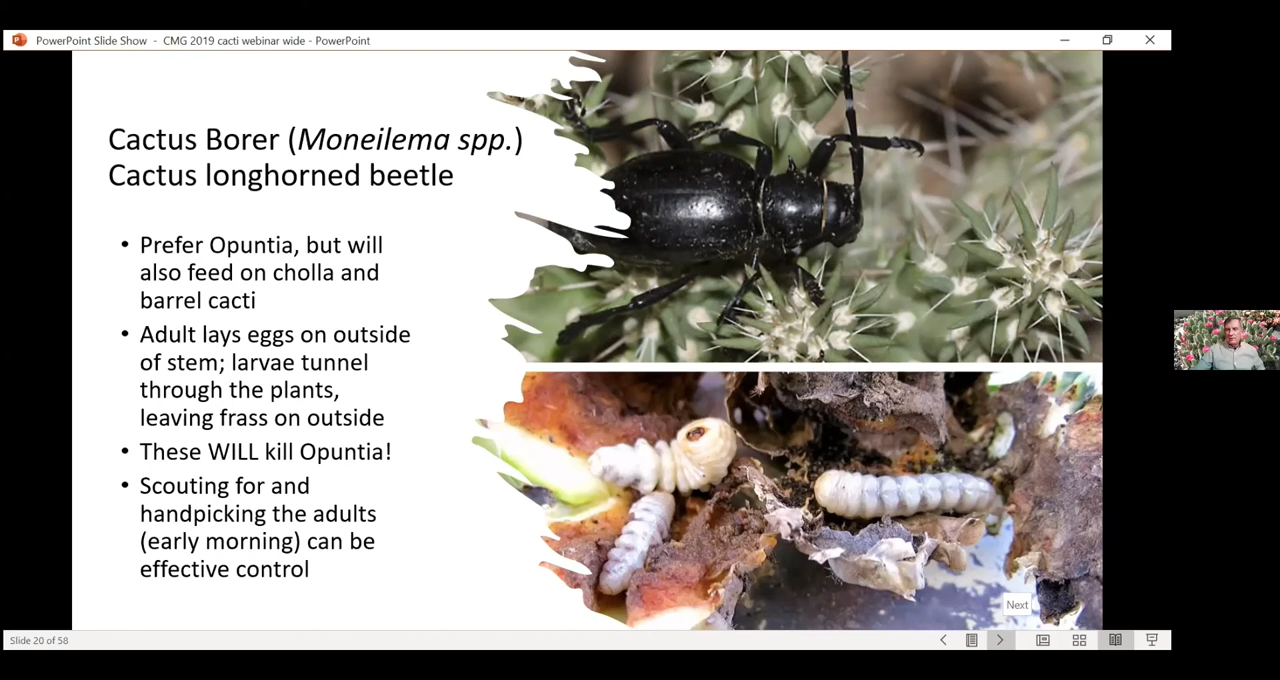 PowerPoint Slide Show - CMG 2019 cacti webinar wide - PowerPoint
Cactus Borer (Moneilema spp.)
Cactus longhorned beetle
• Prefer Opuntia, but will
also feed on cholla and
barrel cacti
• Adult lays eggs on outside
of stem; larvae tunnel
through the plants,
leaving frass on outside
• These WILL kill Opuntia!
• Scouting for and
handpicking the adults
(early morning) can be
effective control
Next
Slide 20 of 58